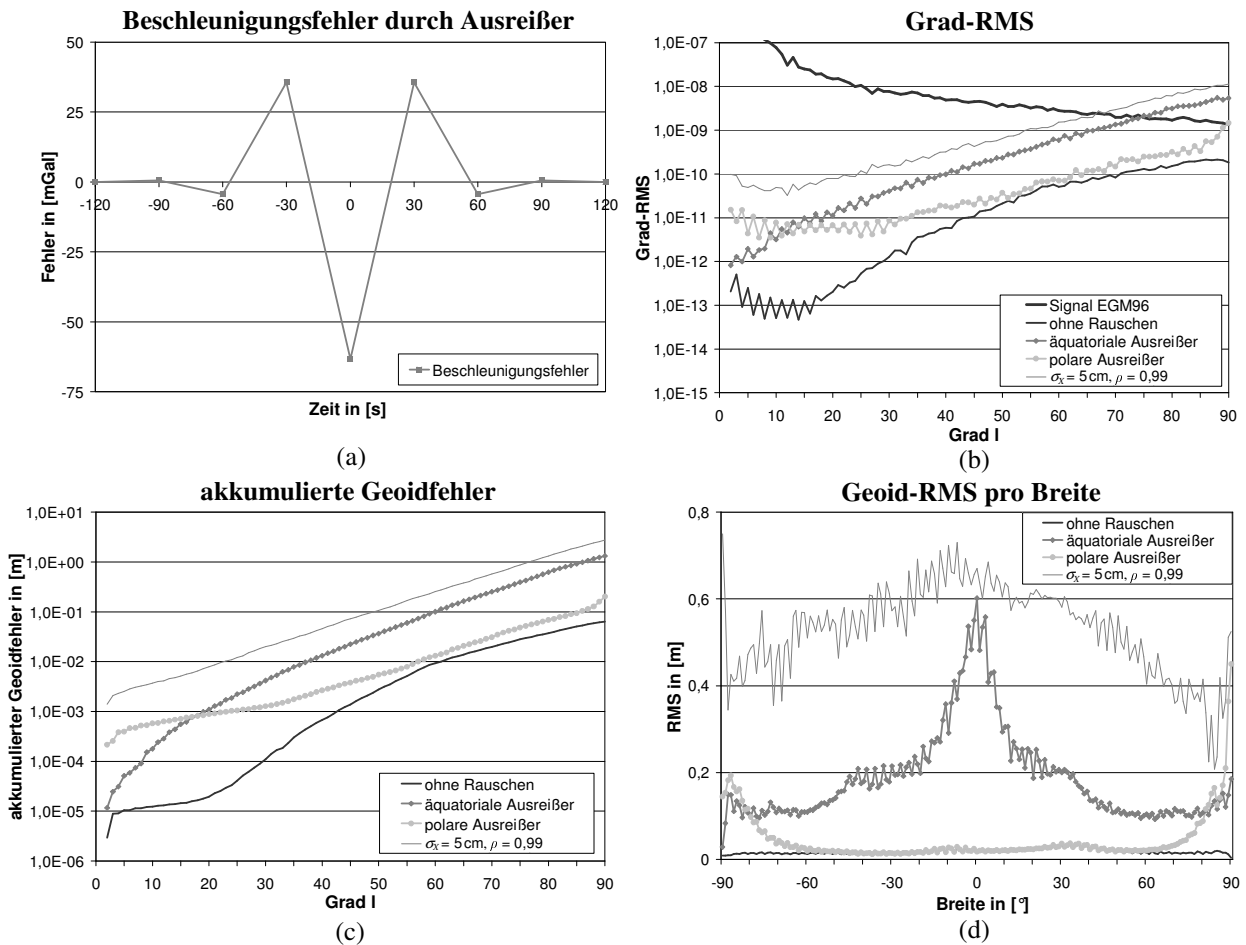 Beschleunigungsfehler durch Ausreißer
50
25
0
-25
-50
-75
-120 -90 -60 -30 0 30 60 90 120
Fehler in [mGal]
Zeit in [s]
Beschleunigungsfehler
(a)
Grad-RMS
1,0E-07
1,0E-08
1,0E-09
1,0E-10
1,0E-11
1,0E-12
1,0E-13
1,0E-14
1,0E-15
Grad-RMS
0 10 20 30 40 50 60 70 80 90
Grad l
Signal EGM96
ohne Rauschen
äquatoriale Ausreißer
polare Ausreißer
σx = 5 cm, ρ = 0,99
(b)
akkumulierte Geoidfehler
1,0E+01
1,0E+00
1,0E-01
1,0E-02
1,0E-03
1,0E-04
1,0E-05
1,0E-06
akkumulierter Geoidfehler in [m]
0 10 20 30 40 50 60 70 80 90
Grad l
ohne Rauschen
äquatoriale Ausreißer
polare Ausreißer
σx = 5 cm, ρ = 0,99
(c)
Geoid-RMS pro Breite
0,8
0,6
0,4
0,2
0
RMS in [m]
-90 -60 -30 0 30 60 90
Breite in [°]
ohne Rauschen
äquatoriale Ausreißer
polare Ausreißer
σx = 5 cm, ρ = 0,99
(d)